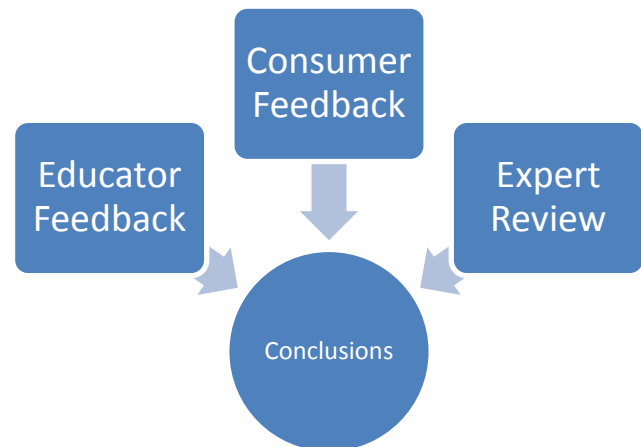 Consumer
Feedback
Educator
Feedback
Expert
Review
Conclusions